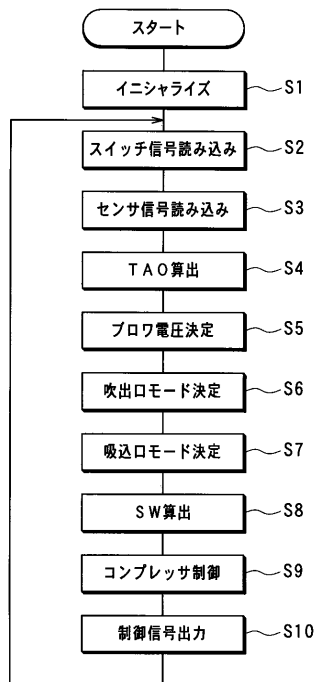 スタート
イニシャライズ S1
スイッチ信号読み込み S2
センサ信号読み込み S3
TAO算出 S4
ブロワ電圧決定 S5
吹出口モード決定 S6
吸込口モード決定 S7
SW算出 S8
コンプレッサ制御 S9
制御信号出力 S10